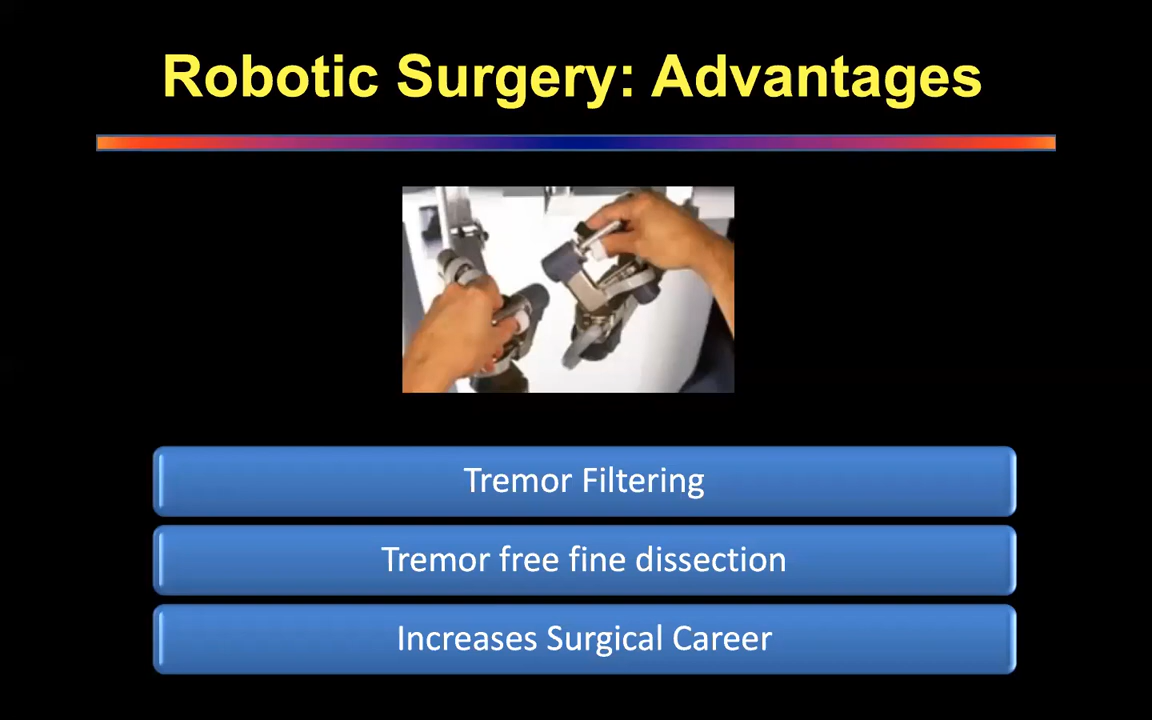 Robotic Surgery: Advantages
Tremor Filtering
Tremor free fine dissection
Increases Surgical Career